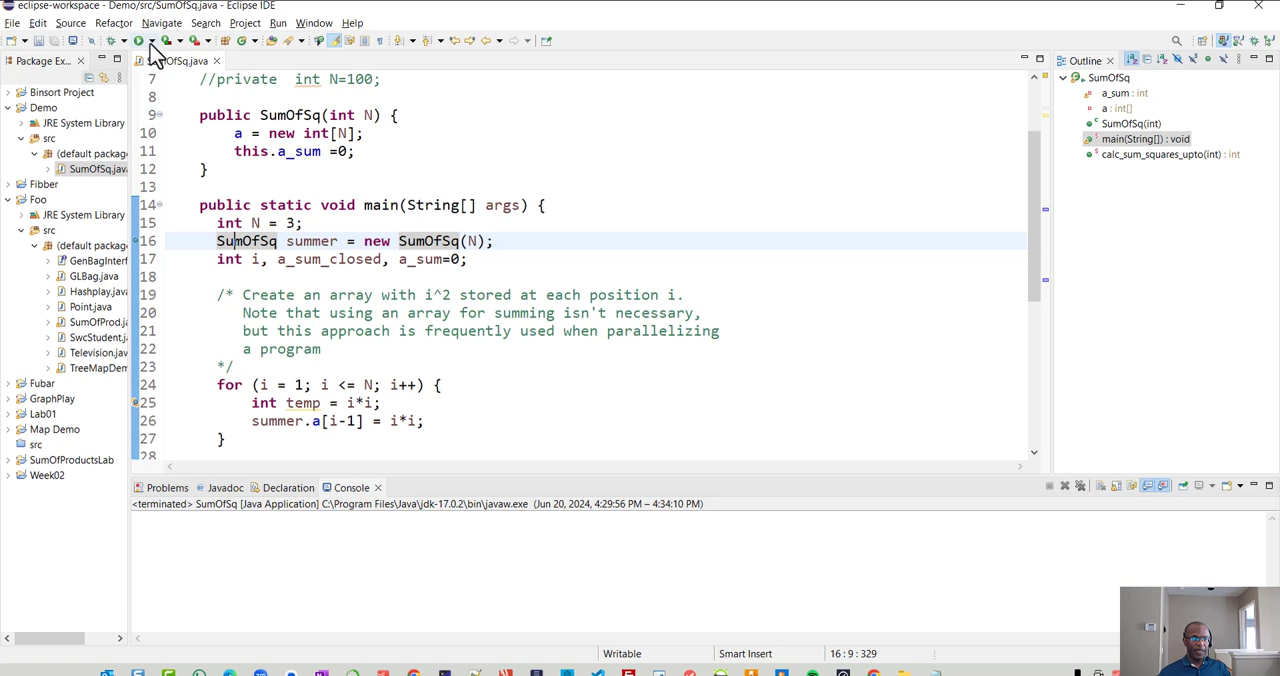 eclipse-workspace - Demo/src/SumOfSq.java - Eclipse IDE
File Edit Source Refactor Navigate Search Project Run Window Help
Package Ex...
OfSq.java
Outline
Binsort Project
Demo
JRE System Library
src
(default package
SumOfSq.java
Fibber
Foo
JRE System Library
src
(default package
GenBagInterf
GLBag.java
Hashplay.java
Point.java
SumOfProd.j
SwcStudent.j
Television.jav
TreeMapDem
Fubar
GraphPlay
Lab01
Map Demo
src
SumOfProductsLab
Week02
7 //private int N=100;
8
9 public SumOfSq(int N) {
10 a = new int[N];
11 this.a_sum =0;
12 }
13
14 public static void main(String[] args) {
15 int N = 3;
16 SumOfSq summer = new SumOfSq(N);
17 int i, a_sum_closed, a_sum=0;
18
19 /* Create an array with i^2 stored at each position i.
20 Note that using an array for summing isn't necessary,
21 but this approach is frequently used when parallelizing
22 a program
23 */
24 for (i = 1; i <= N; i++) {
25 int temp = i*i;
26 summer.a[i-1] = i*i;
27 }
28
SumOfSq
a_sum : int
a : int[]
SumOfSq(int)
main(String[]) : void
calc_sum_squares_upto(int) : int
Problems Javadoc Declaration Console
<terminated> SumOfSq [Java Application] C:\Program Files\Java\jdk-17.0.2\bin\javaw.exe (Jun 20, 2024, 4:29:56 PM – 4:34:10 PM)
Writable Smart Insert 16 : 9 : 329